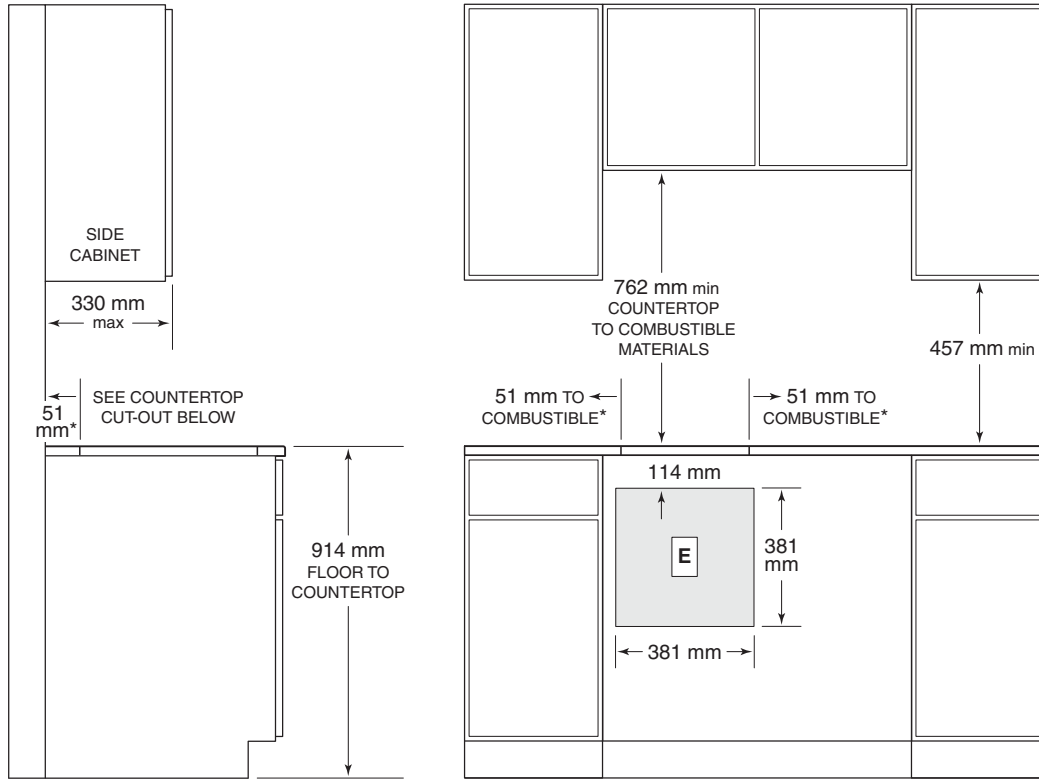 SIDE
CABINET
330 mm
max
51
mm*
SEE COUNTERTOP
CUT-OUT BELOW
914 mm
FLOOR TO
COUNTERTOP
762 mm min
COUNTERTOP
TO COMBUSTIBLE
MATERIALS
457 mm min
51 mm TO
COMBUSTIBLE*
51 mm TO
COMBUSTIBLE*
114 mm
E
381
mm
381 mm